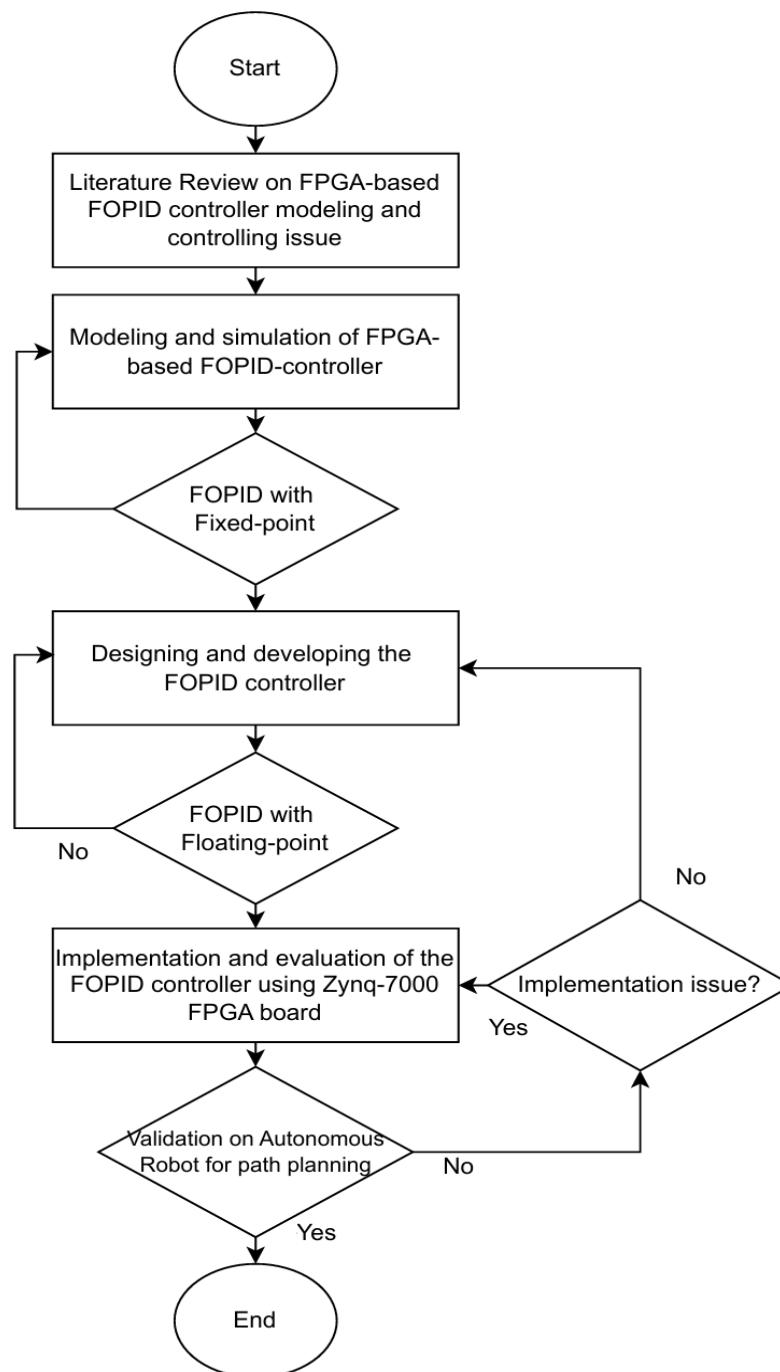 Start
Literature Review on FPGA-based
FOPID controller modeling and
controlling issue
Modeling and simulation of FPGA-
based FOPID-controller
FOPID with
Fixed-point
Designing and developing the
FOPID controller
FOPID with
Floating-point
No
No
Implementation and evaluation of the
FOPID controller using Zynq-7000
FPGA board
Implementation issue?
Yes
Validation on Autonomous
Robot for path planning
No
Yes
End